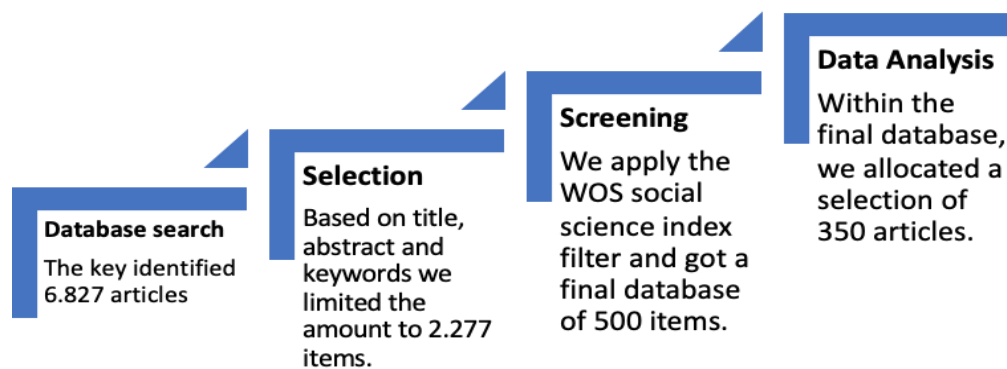 Database search
The key identified
6.827 articles
Selection
Based on title,
abstract and
keywords we
limited the
amount to 2.277
items.
Screening
We apply the
WOS social
science index
filter and got a
final database
of 500 items.
Data Analysis
Within the
final database,
we allocated a
selection of
350 articles.